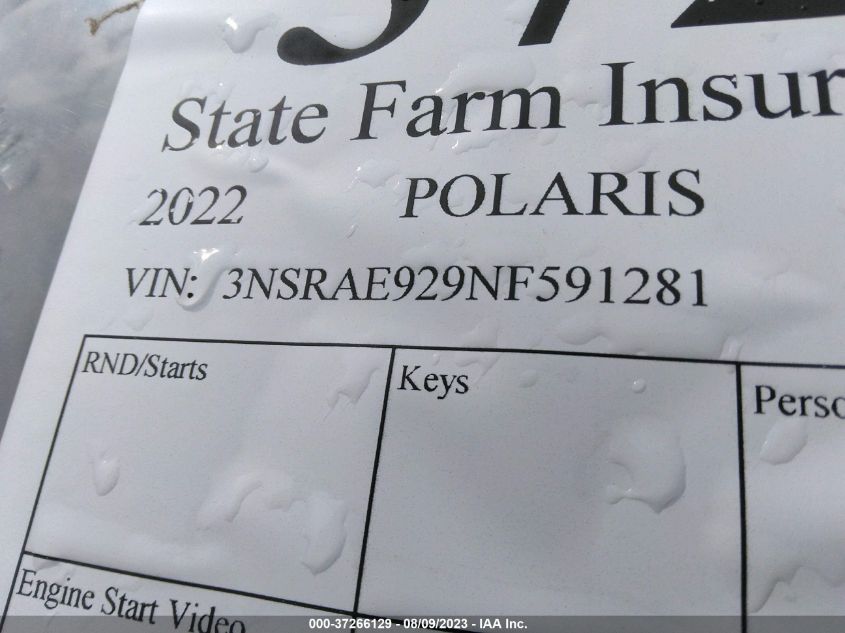 State Farm Insur
2022 POLARIS
VIN: 3NSRAE929NF591281
RND/Starts Keys Perso
Engine Start Video
000-37266129 - 08/09/2023 - IAA Inc.